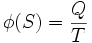 ϕ(S) = Q/T